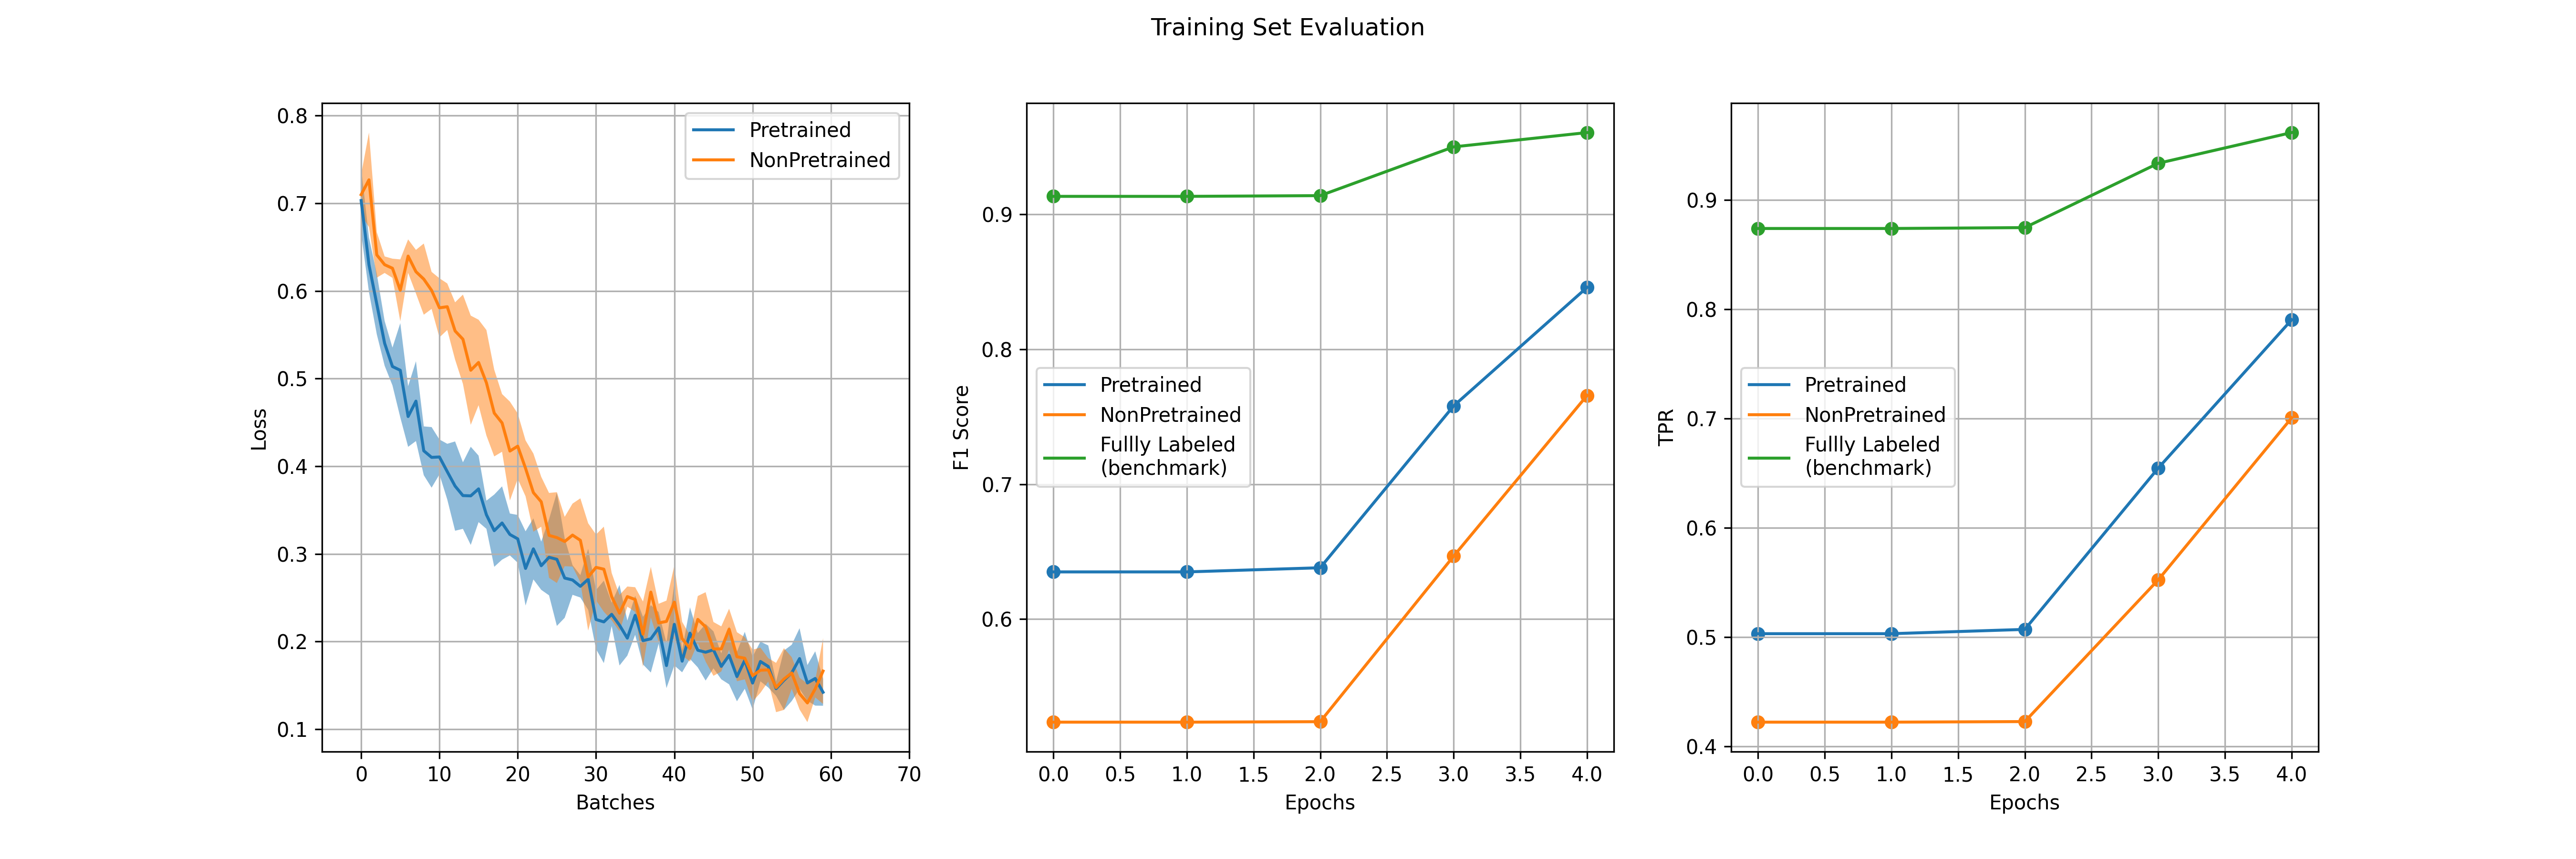 Training Set Evaluation
Loss
0.8
0.7
0.6
0.5
0.4
0.3
0.2
0.1
Pretrained
NonPretrained
0 10 20 30 40 50 60 70
Batches
F1 Score
0.9
0.8
0.7
0.6
Pretrained
NonPretrained
Fullly Labeled
(benchmark)
0.0 0.5 1.0 1.5 2.0 2.5 3.0 3.5 4.0
Epochs
TPR
0.9
0.8
0.7
0.6
0.5
0.4
Pretrained
NonPretrained
Fullly Labeled
(benchmark)
0.0 0.5 1.0 1.5 2.0 2.5 3.0 3.5 4.0
Epochs